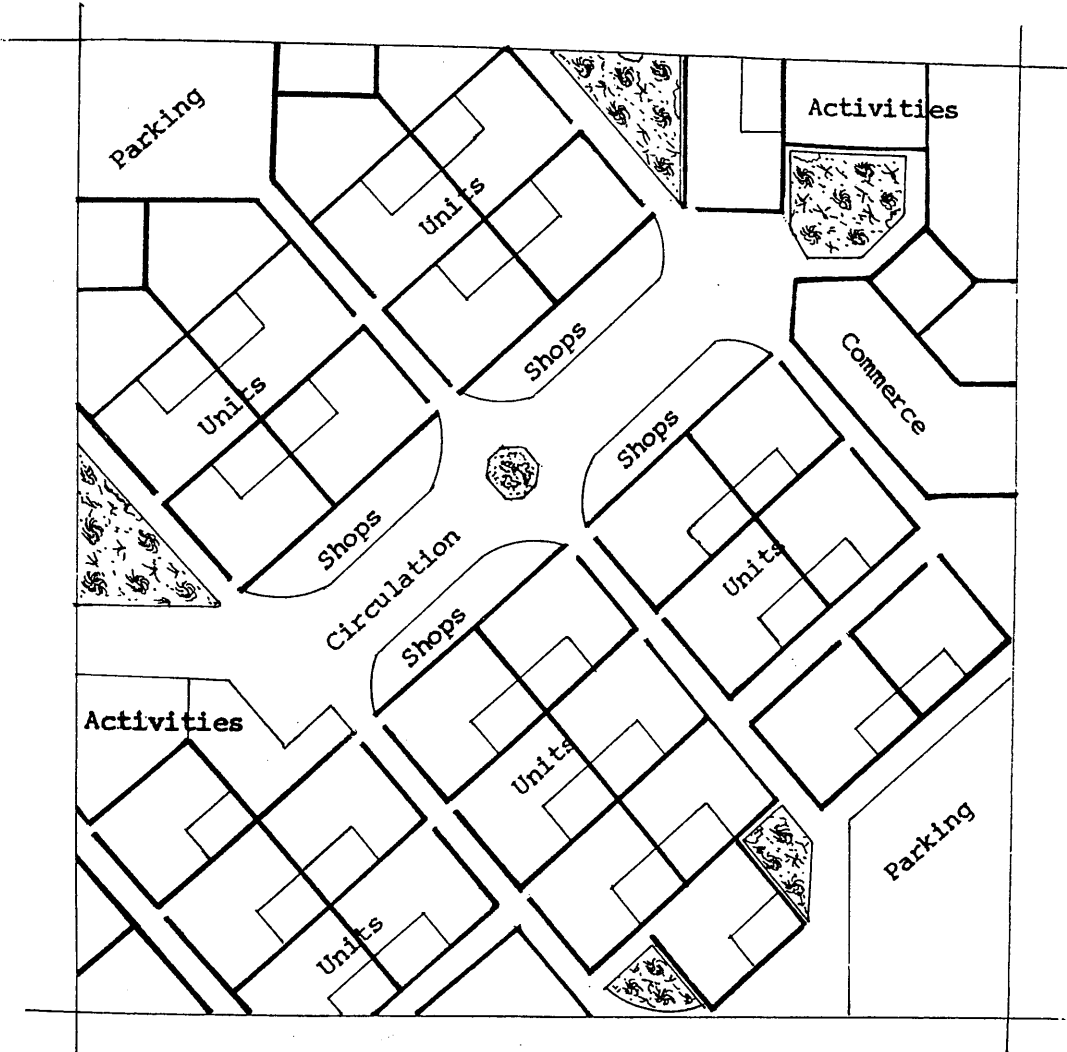 Parking
Activities
Units
Shops
Commerce
Units
Shops
Shops
Circulation
Units
Shops
Activities
Units
Parking
Units